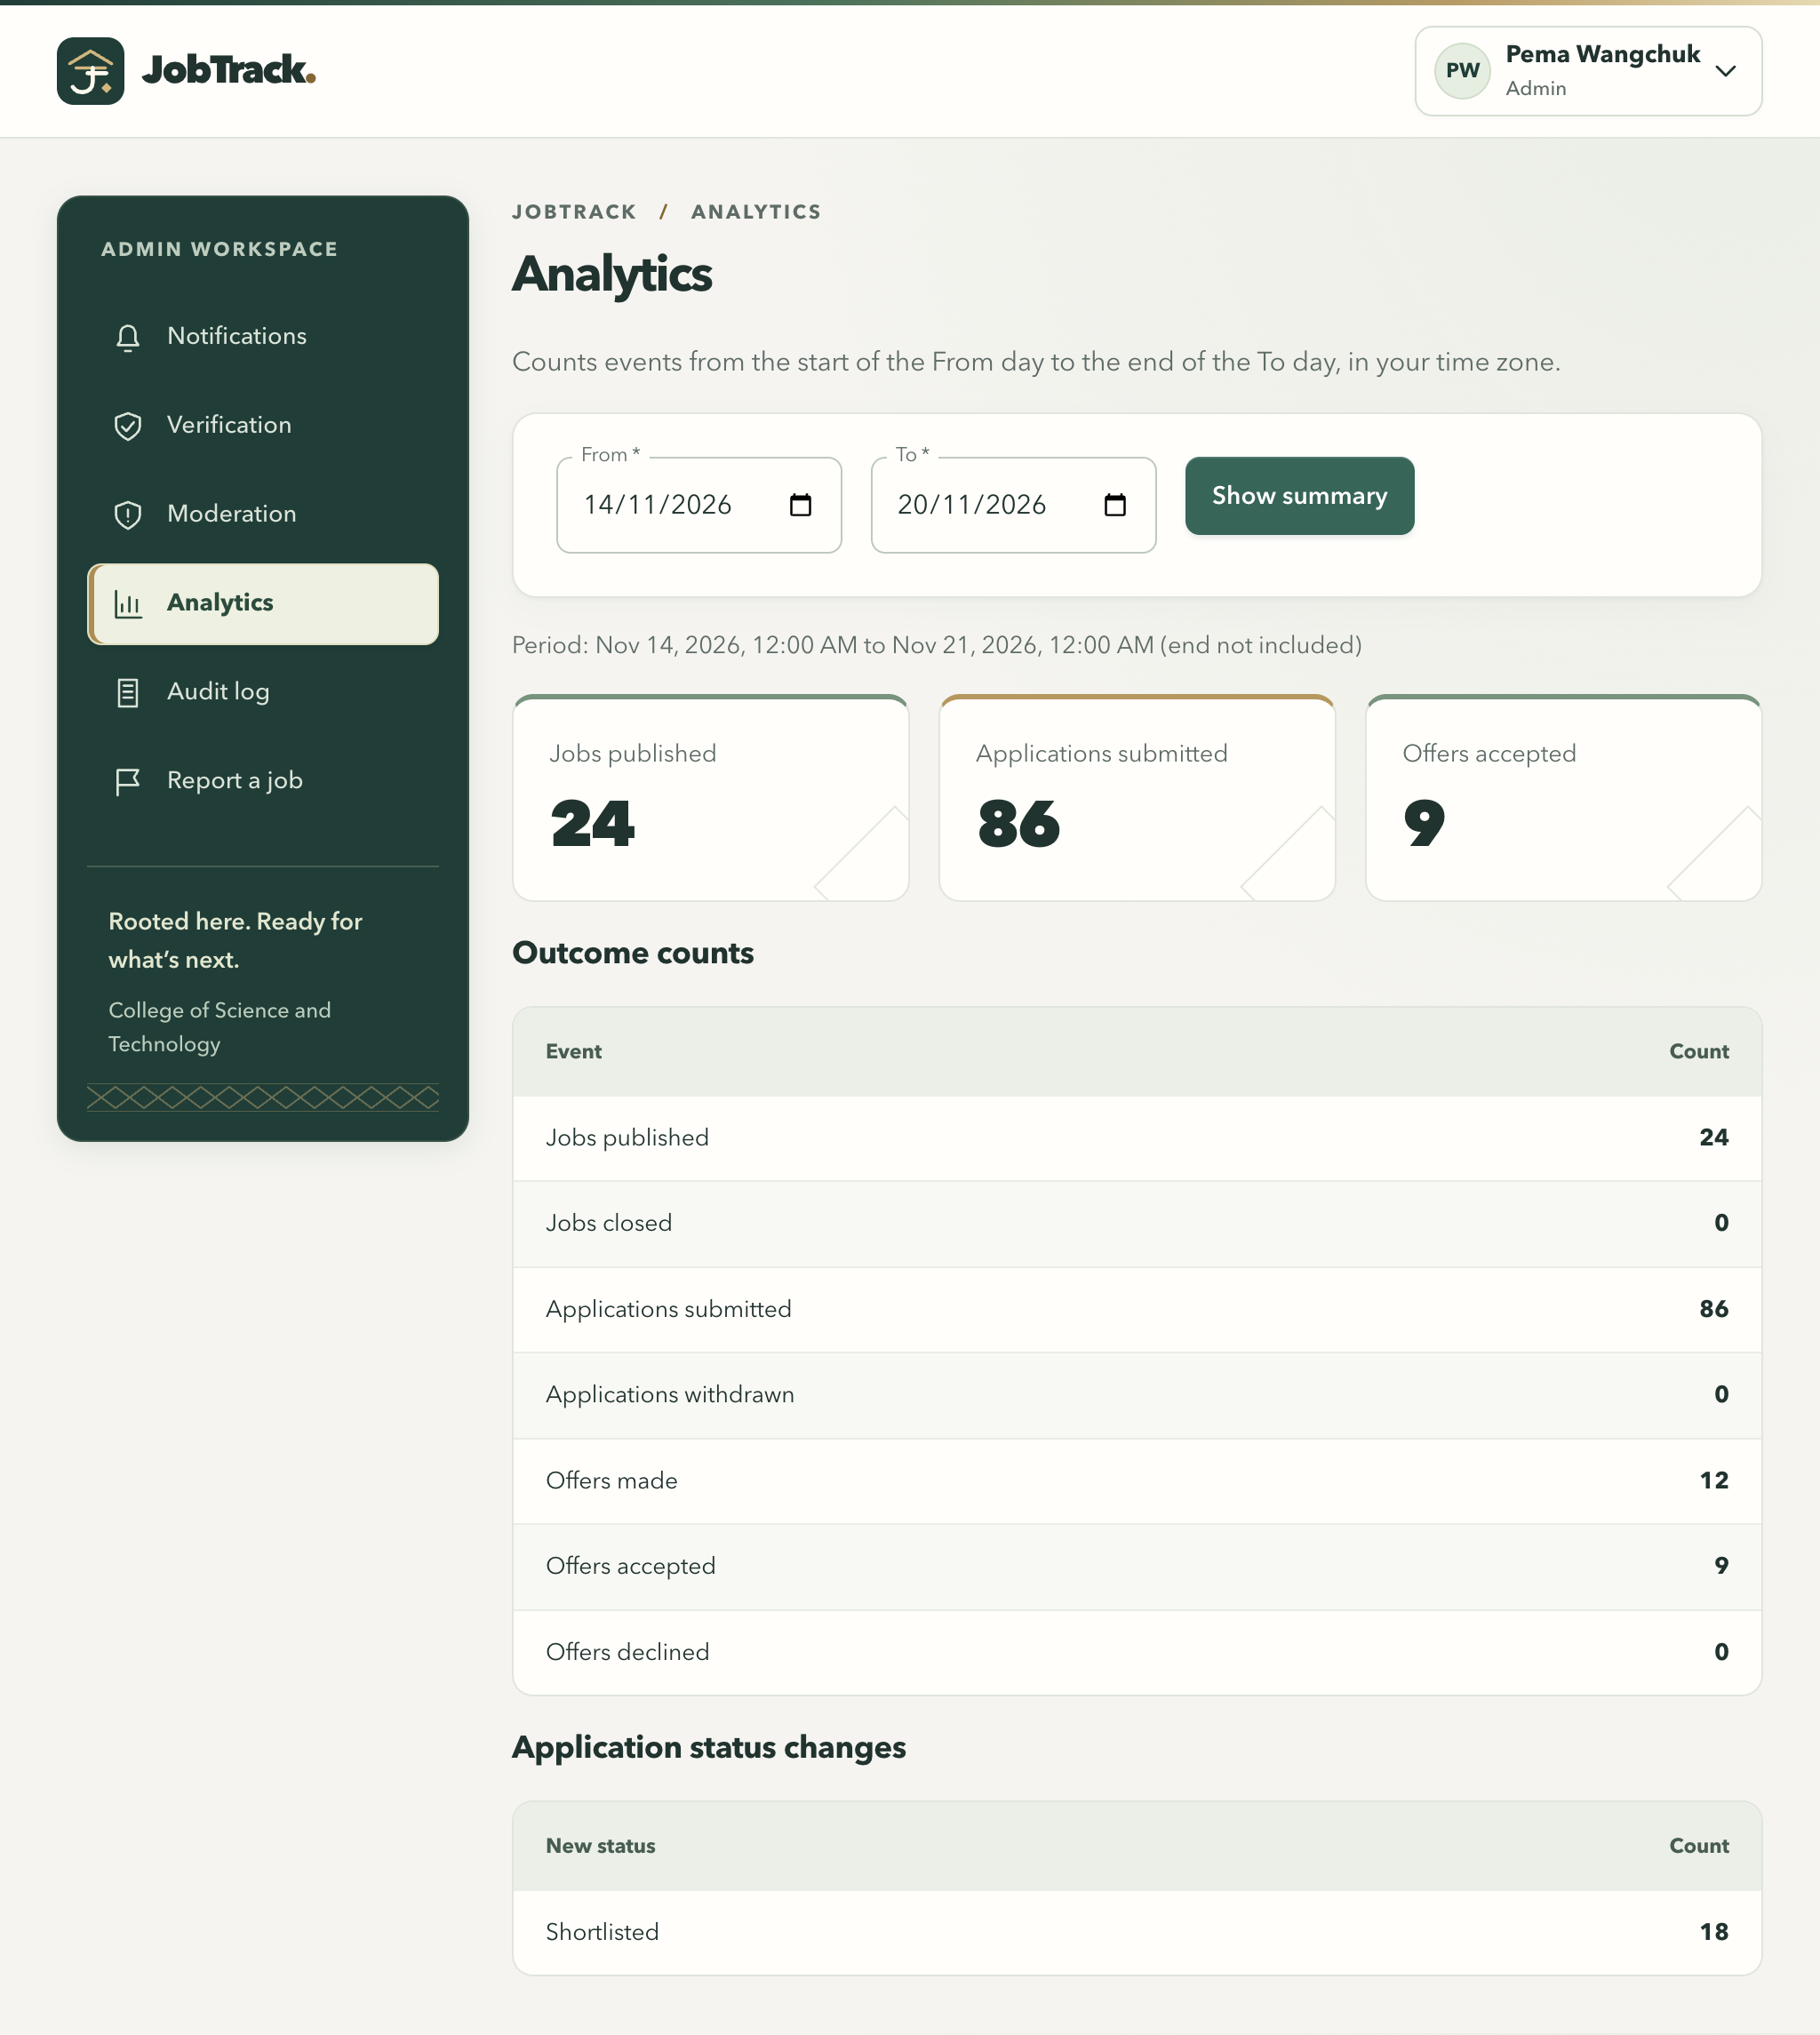 JobTrack.
PW
Pema Wangchuk
Admin
ADMIN WORKSPACE
Notifications
Verification
Moderation
Analytics
Audit log
Report a job
Rooted here. Ready for
what’s next.
College of Science and
Technology
JOBTRACK / ANALYTICS
Analytics
Counts events from the start of the From day to the end of the To day, in your time zone.
From *
14/11/2026
To *
20/11/2026
Show summary
Period: Nov 14, 2026, 12:00 AM to Nov 21, 2026, 12:00 AM (end not included)
Jobs published
24
Applications submitted
86
Offers accepted
9
Outcome counts
Event Count
Jobs published 24
Jobs closed 0
Applications submitted 86
Applications withdrawn 0
Offers made 12
Offers accepted 9
Offers declined 0
Application status changes
New status Count
Shortlisted 18